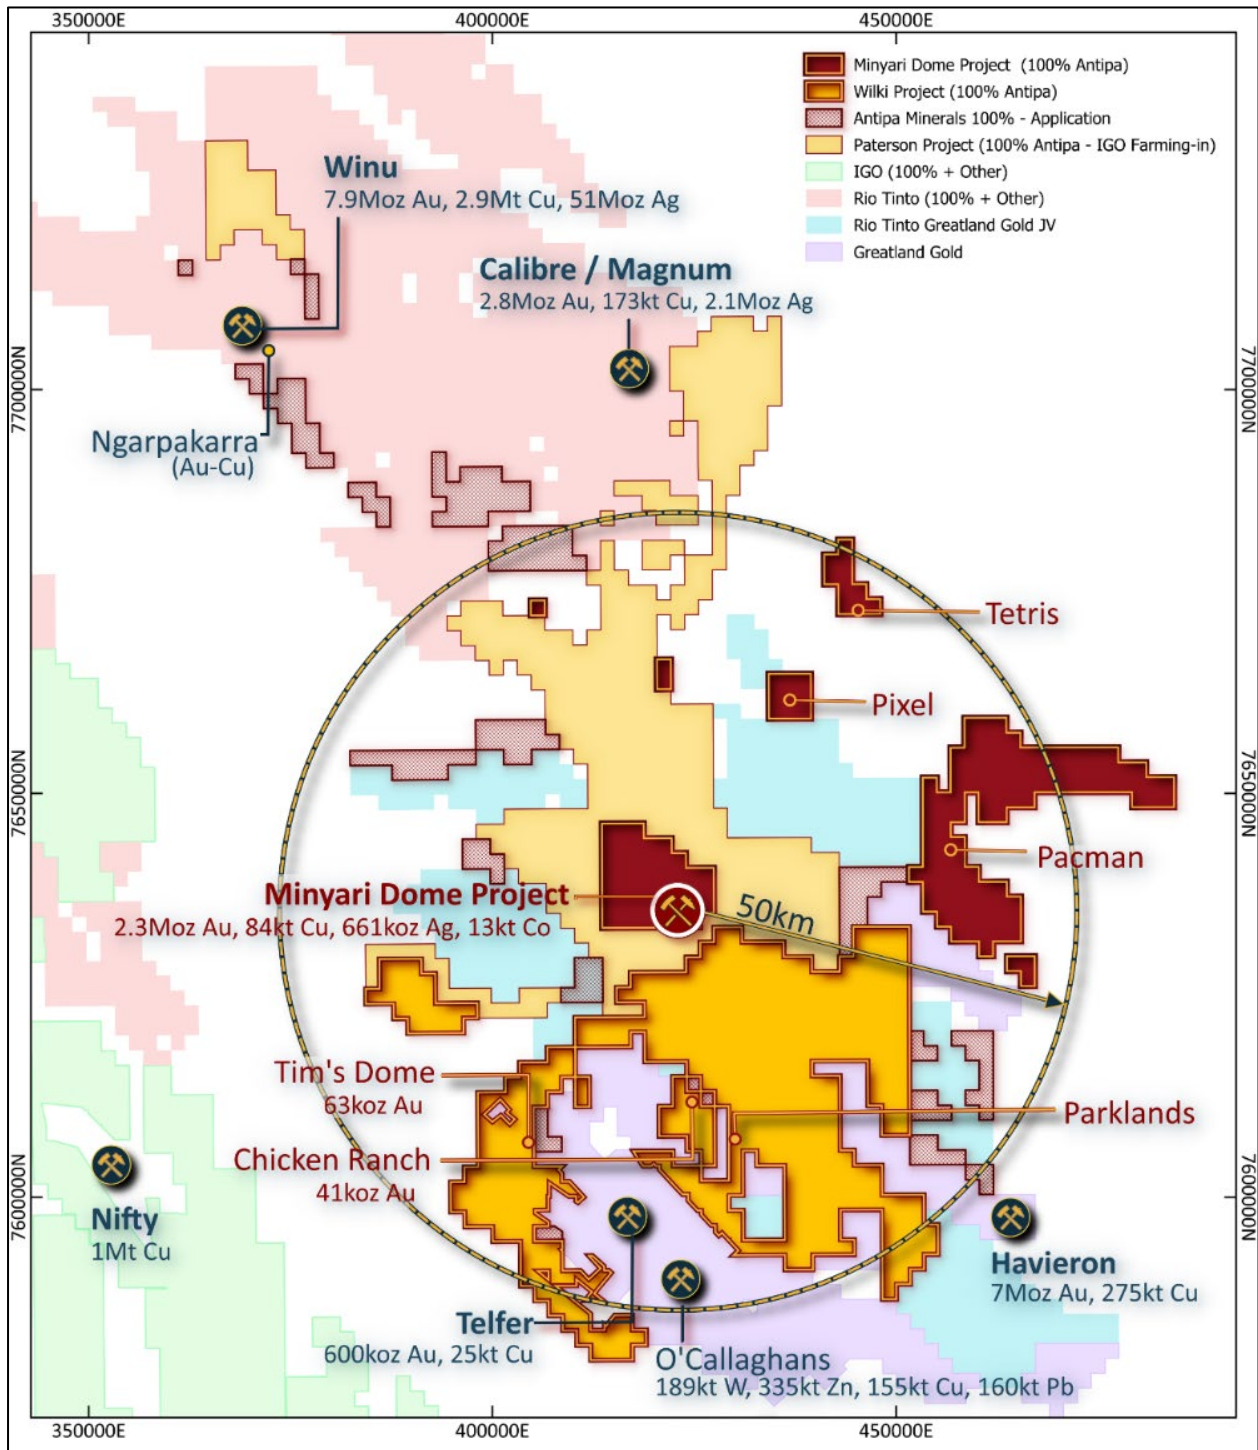 350000E
400000E
450000E
Minyari Dome Project (100% Antipa)
Wilki Project (100% Antipa)
Antipa Minerals 100% - Application
Paterson Project (100% Antipa - IGO Farming-in)
IGO (100% + Other)
Rio Tinto (100% + Other)
Rio Tinto Greatland Gold JV
Greatland Gold
Winu
7.9Moz Au, 2.9Mt Cu, 51Moz Ag
Calibre / Magnum
2.8Moz Au, 173kt Cu, 2.1Moz Ag
7700000N
7700000N
Ngarpakarra
(Au-Cu)
Tetris
Pixel
7650000N
7650000N
Pacman
Minyari Dome Project
2.3Moz Au, 84kt Cu, 661koz Ag, 13kt Co
50km
Tim's Dome
63koz Au
Parklands
Chicken Ranch
41koz Au
7600000N
7600000N
Nifty
1Mt Cu
Havieron
7Moz Au, 275kt Cu
Telfer
600koz Au, 25kt Cu
O'Callaghans
189kt W, 335kt Zn, 155kt Cu, 160kt Pb
350000E
400000E
450000E